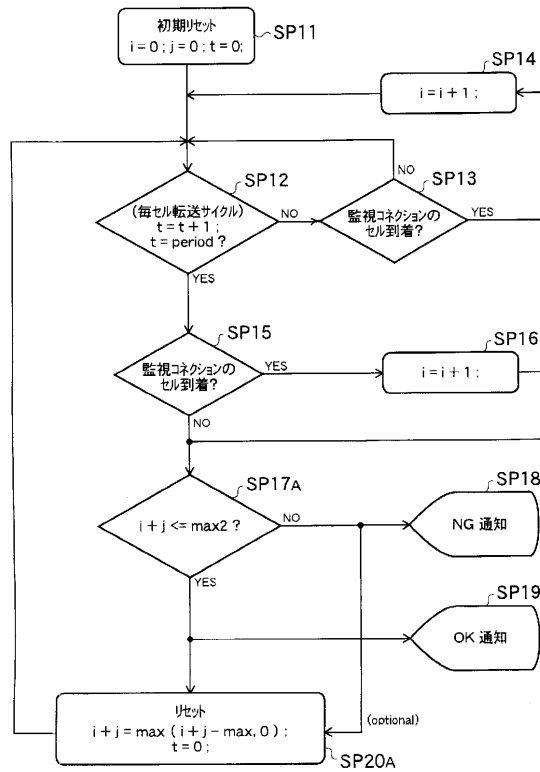 初期リセット
i=0; j=0; t=0;
SP11
SP14
i=i+1;
SP12
(毎セル転送サイクル)
t=t+1;
t=period?
NO
YES
SP13
NO
監視コネクションの
セル到着?
YES
SP15
監視コネクションの
セル到着?
YES
NO
SP16
i=i+1;
SP17A
i+j<=max2?
NO
YES
SP18
NG 通知
SP19
OK 通知
リセット
i+j=max (i+j-max, 0);
t=0;
(optional)
SP20A